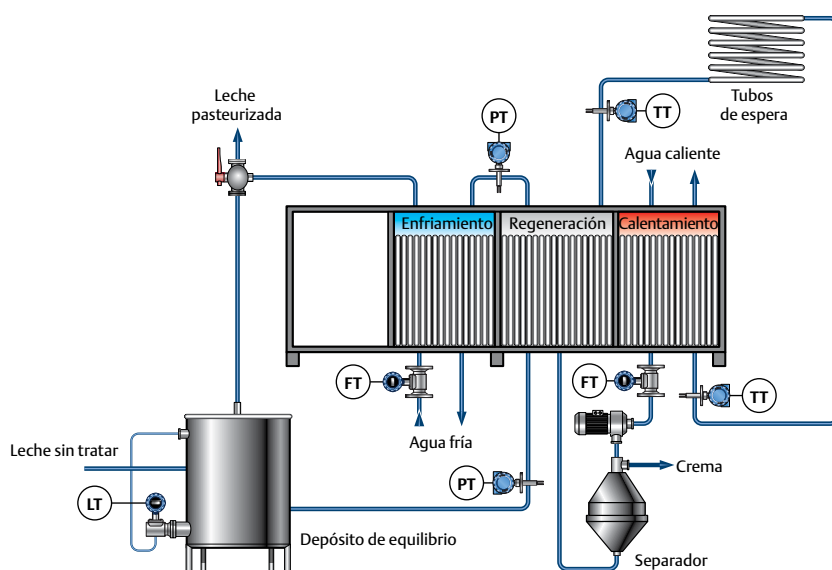 Tubos
de espera
Leche
pasteurizada
PT
TT
Agua caliente
Enfriamiento
Regeneración
Calentamiento
FT
FT
TT
Agua fría
Leche sin tratar
Crema
PT
LT
Depósito de equilibrio
Separador